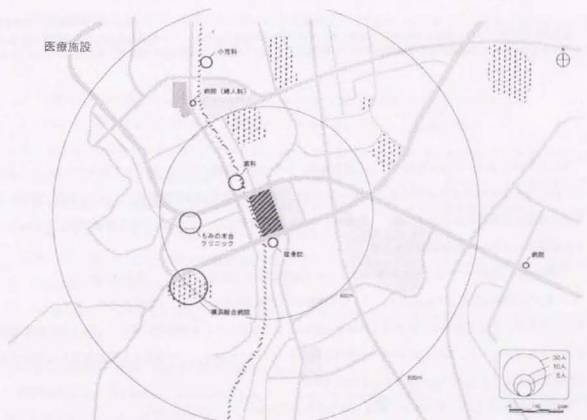 医療施設
小児科
N
病院(婦人科)
歯科
もみの木台
クリニック
接骨院
病院
横浜総合病院
400m
800m
30人
10人
5人